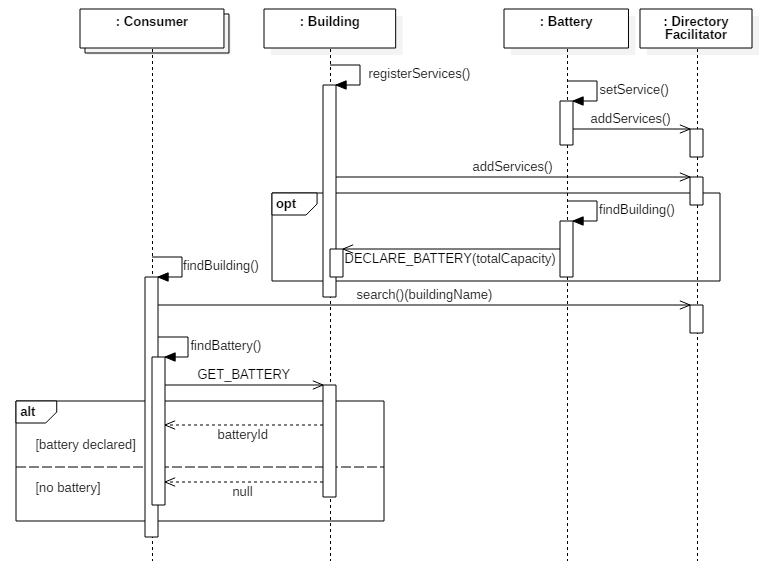 : Consumer
: Building
: Battery
: Directory
Facilitator
registerServices()
setService()
addServices()
addServices()
opt
findBuilding()
DECLARE_BATTERY(totalCapacity)
findBuilding()
search()(buildingName)
findBattery()
GET_BATTERY
alt
batteryId
[battery declared]
[no battery]
null